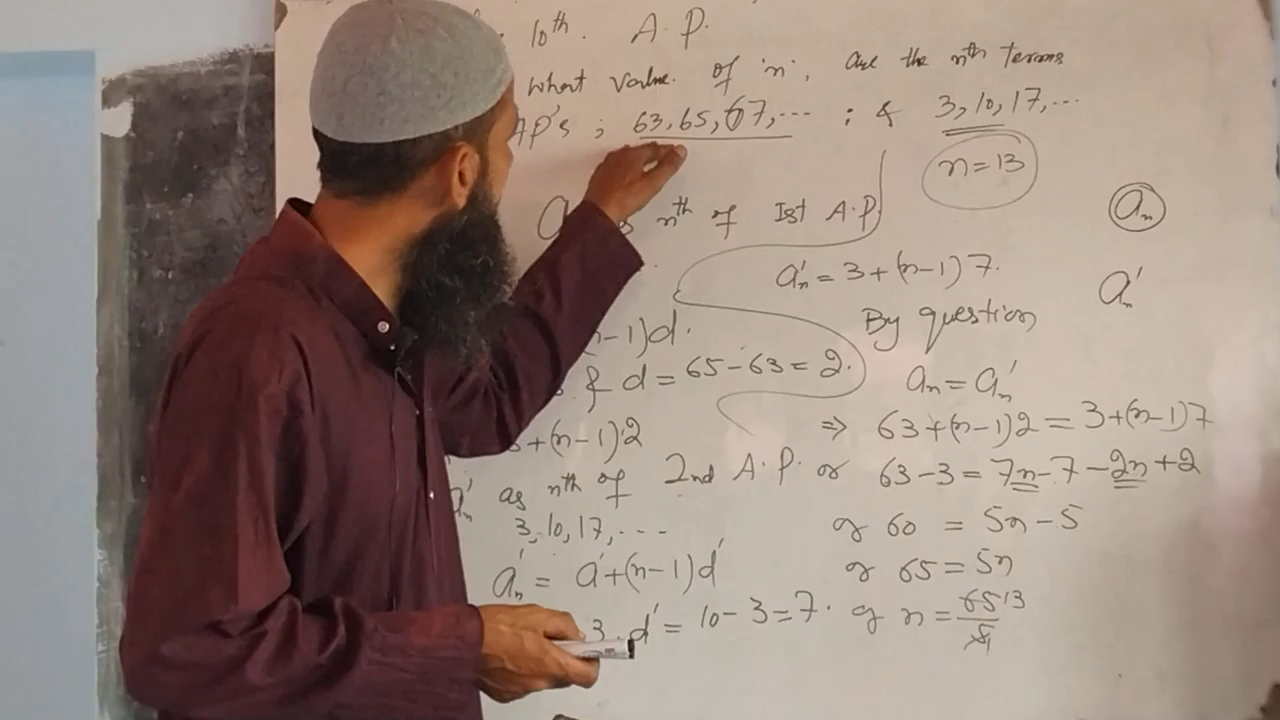 10th. A.P.
what value. of 'n', are the nth terms
AP's ; 63, 65, 67, ... ; & 3, 10, 17, ...
n = 13
nth of Ist A.P.
an
a'n = 3 + (n-1) 7.
a'n
By question
n-1)d.
& d = 65 - 63 = 2.
an = a'n
+(n-1)2
⇒ 63 + (n-1)2 = 3 + (n-1)7
a'n as nth of 2nd A.P.
or 63 - 3 = 7n - 7 - 2n + 2
3, 10, 17, ...
or 60 = 5n - 5
a'n = a' + (n-1)d'
or 65 = 5n
3. d' = 10 - 3 = 7.
or n = 65 13
5 1